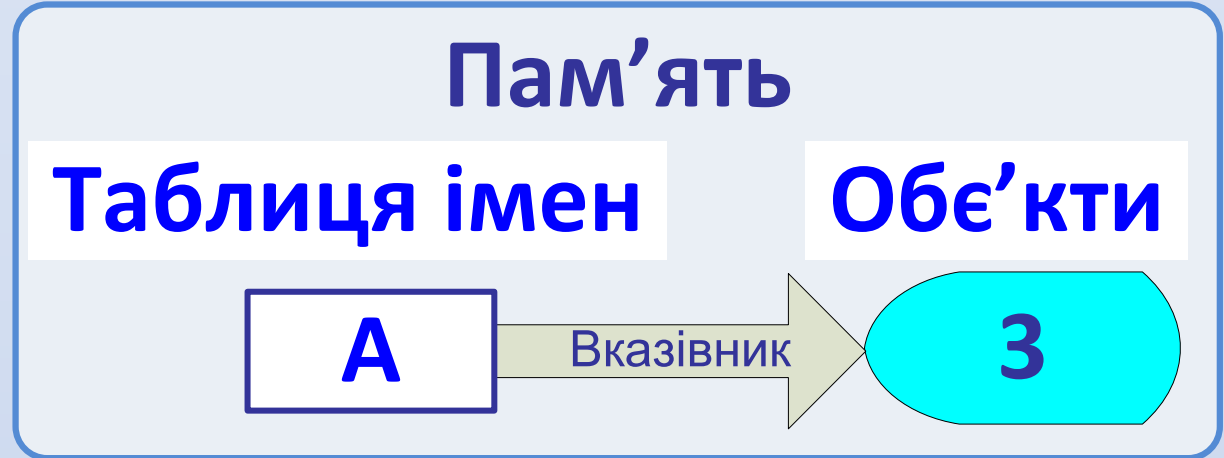 Пам’ять
Таблиця імен
Обє’кти
А
Вказівник
3